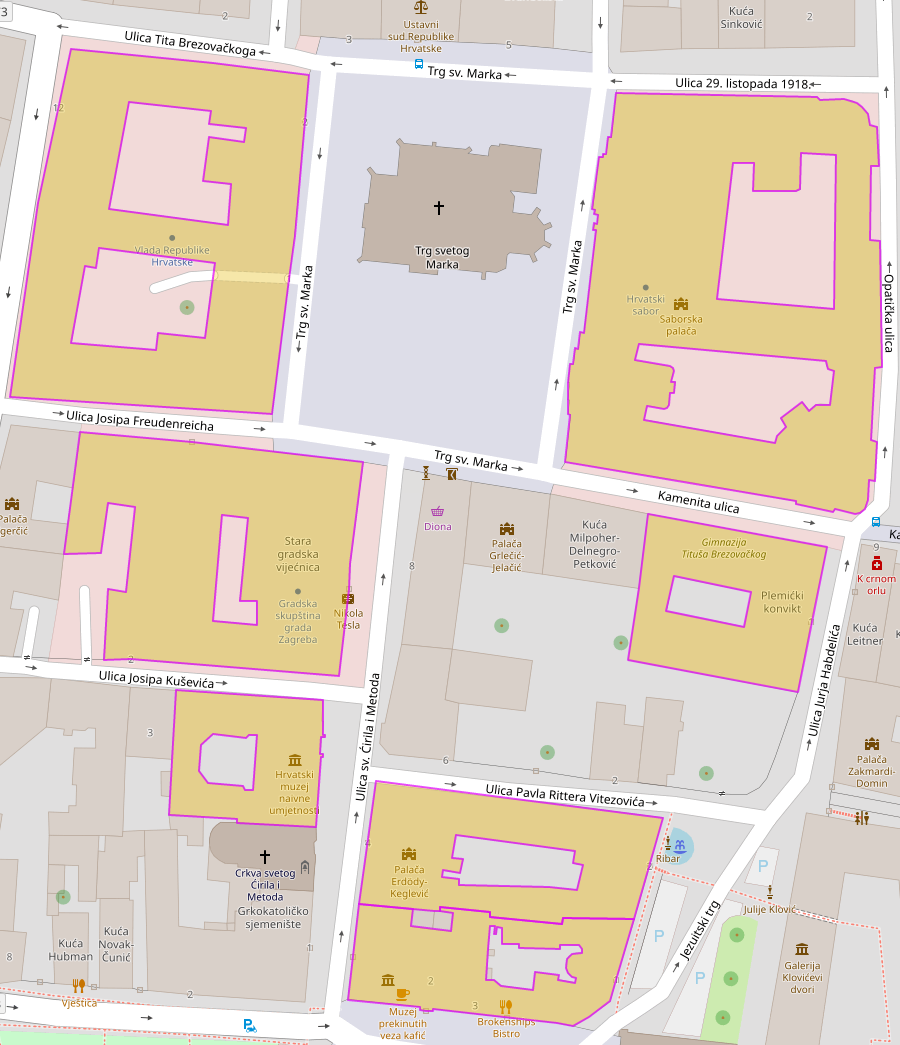 3
2
3
5
Ustavni
sud Republike
Hrvatske
Kuća
Sinković
2
Ulica Tita Brezovačkoga
Trg sv. Marka
Ulica 29. listopada 1918.
12
2
Vlada Republike
Hrvatske
Trg svetog
Marka
Trg sv. Marka
Trg sv. Marka
Hrvatski
sabor
Saborska
palača
Opatička ulica
Ulica Josipa Freudenreicha
Trg sv. Marka
Kamenita ulica
Palača
gerčić
Stara
gradska
vijećnica
Gradska
skupština
grada
Zagreba
Nikola
Tesla
Diona
8
Palača
Grlečić-
Jelačić
Kuća
Milpoher-
Delnegro-
Petković
Gimnazija
Tituša Brezovačkog
Plemićki
konvikt
Ka
9
K crnom
orlu
Kuća
Leitner
2
Ulica Josipa Kuševića
Ulica sv. Ćirila i Metoda
Ulica Jurja Habdelića
3
Hrvatski
muzej
naivne
umjetnosti
6
2
Ulica Pavla Rittera Vitezovića
Palača
Zakmardi-
Domin
Crkva svetog
Ćirila i
Metoda
Grkokatoličko
sjemenište
4
Palača
Erdödy-
Keglević
Ribar
P
Julije Klović
Jezuitski trg
P
P
Galerija
Klovićevi
dvori
Kuća
Hubman
Kuća
Novak-
Čunić
8
Vještica
2
1
2
3
Muzej
prekinutih
veza kafić
Brokenships
Bistro
P